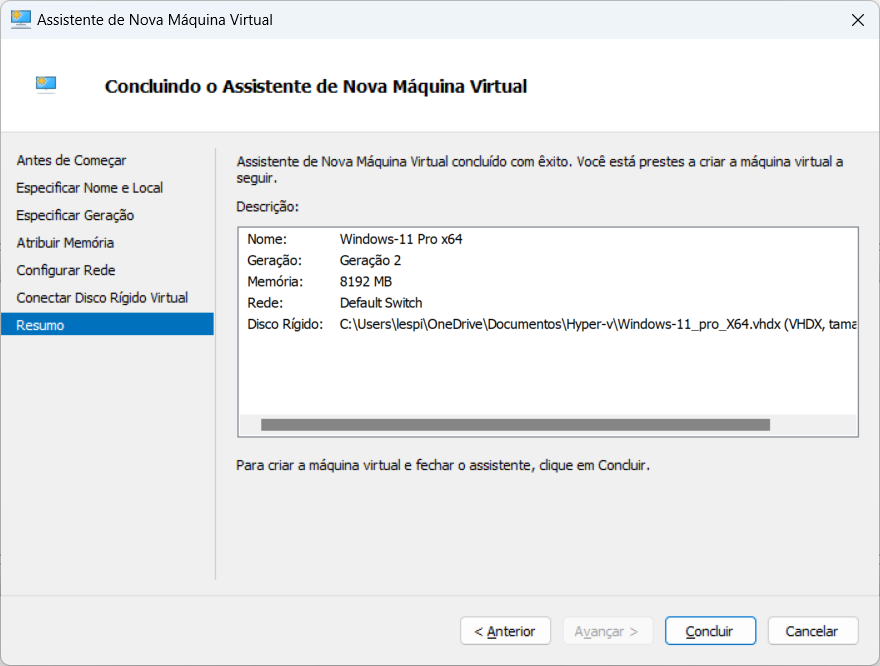 Assistente de Nova Máquina Virtual
Concluindo o Assistente de Nova Máquina Virtual
Antes de Começar
Especificar Nome e Local
Especificar Geração
Atribuir Memória
Configurar Rede
Conectar Disco Rígido Virtual
Resumo
Assistente de Nova Máquina Virtual concluído com êxito. Você está prestes a criar a máquina virtual a
seguir.
Descrição:
Nome: Windows-11 Pro x64
Geração: Geração 2
Memória: 8192 MB
Rede: Default Switch
Disco Rígido: C:\Users\lespi\OneDrive\Documentos\Hyper-v\Windows-11_pro_X64.vhdx (VHDX, tama
Para criar a máquina virtual e fechar o assistente, clique em Concluir.
< Anterior
Avançar >
Concluir
Cancelar